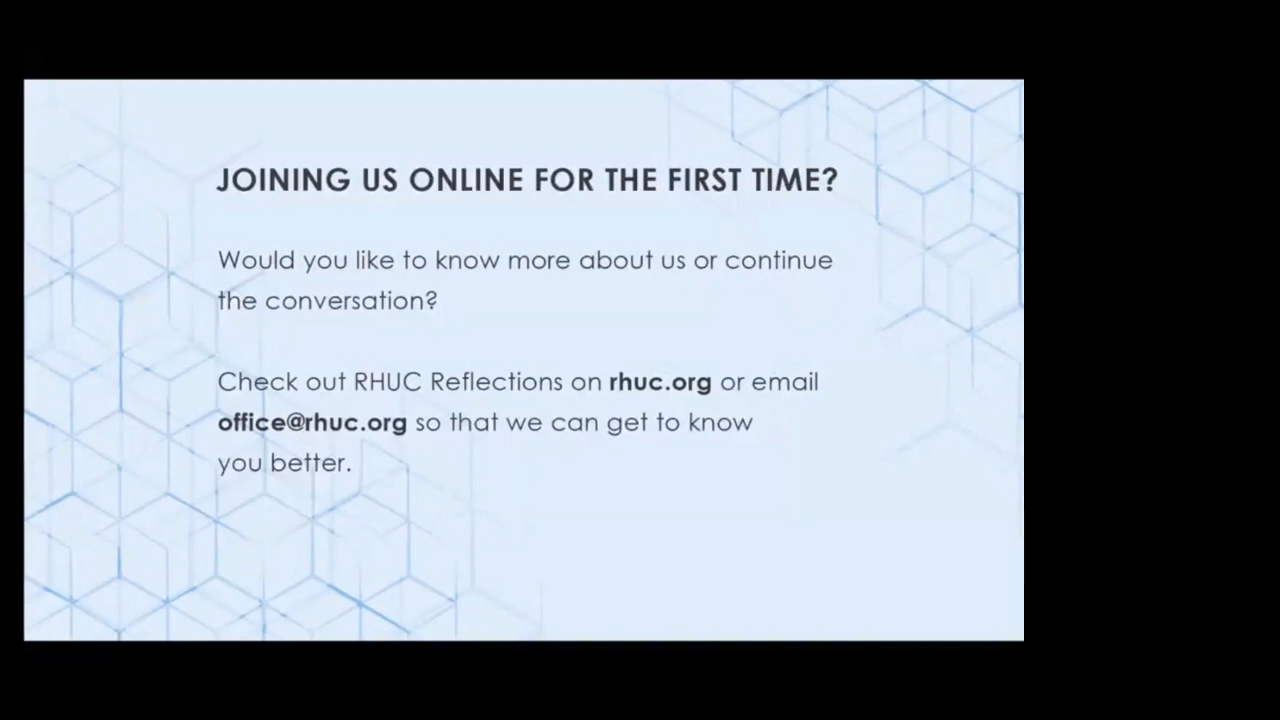 JOINING US ONLINE FOR THE FIRST TIME?
Would you like to know more about us or continue
the conversation?
Check out RHUC Reflections on rhuc.org or email
office@rhuc.org so that we can get to know
you better.